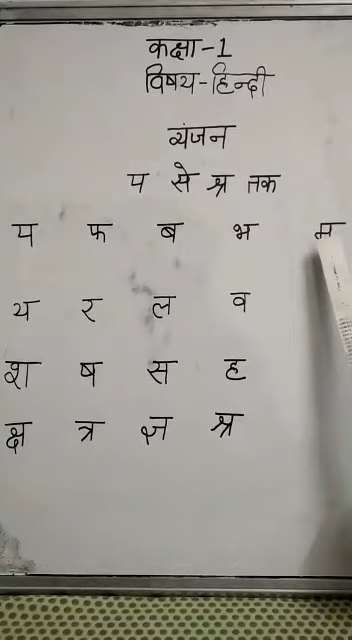 कक्षा-1
विषय-हिन्दी
व्यंजन
प से श्र तक
प फ ब भ म
य र ल व
श ष स ह
क्ष त्र ज्ञ श्र